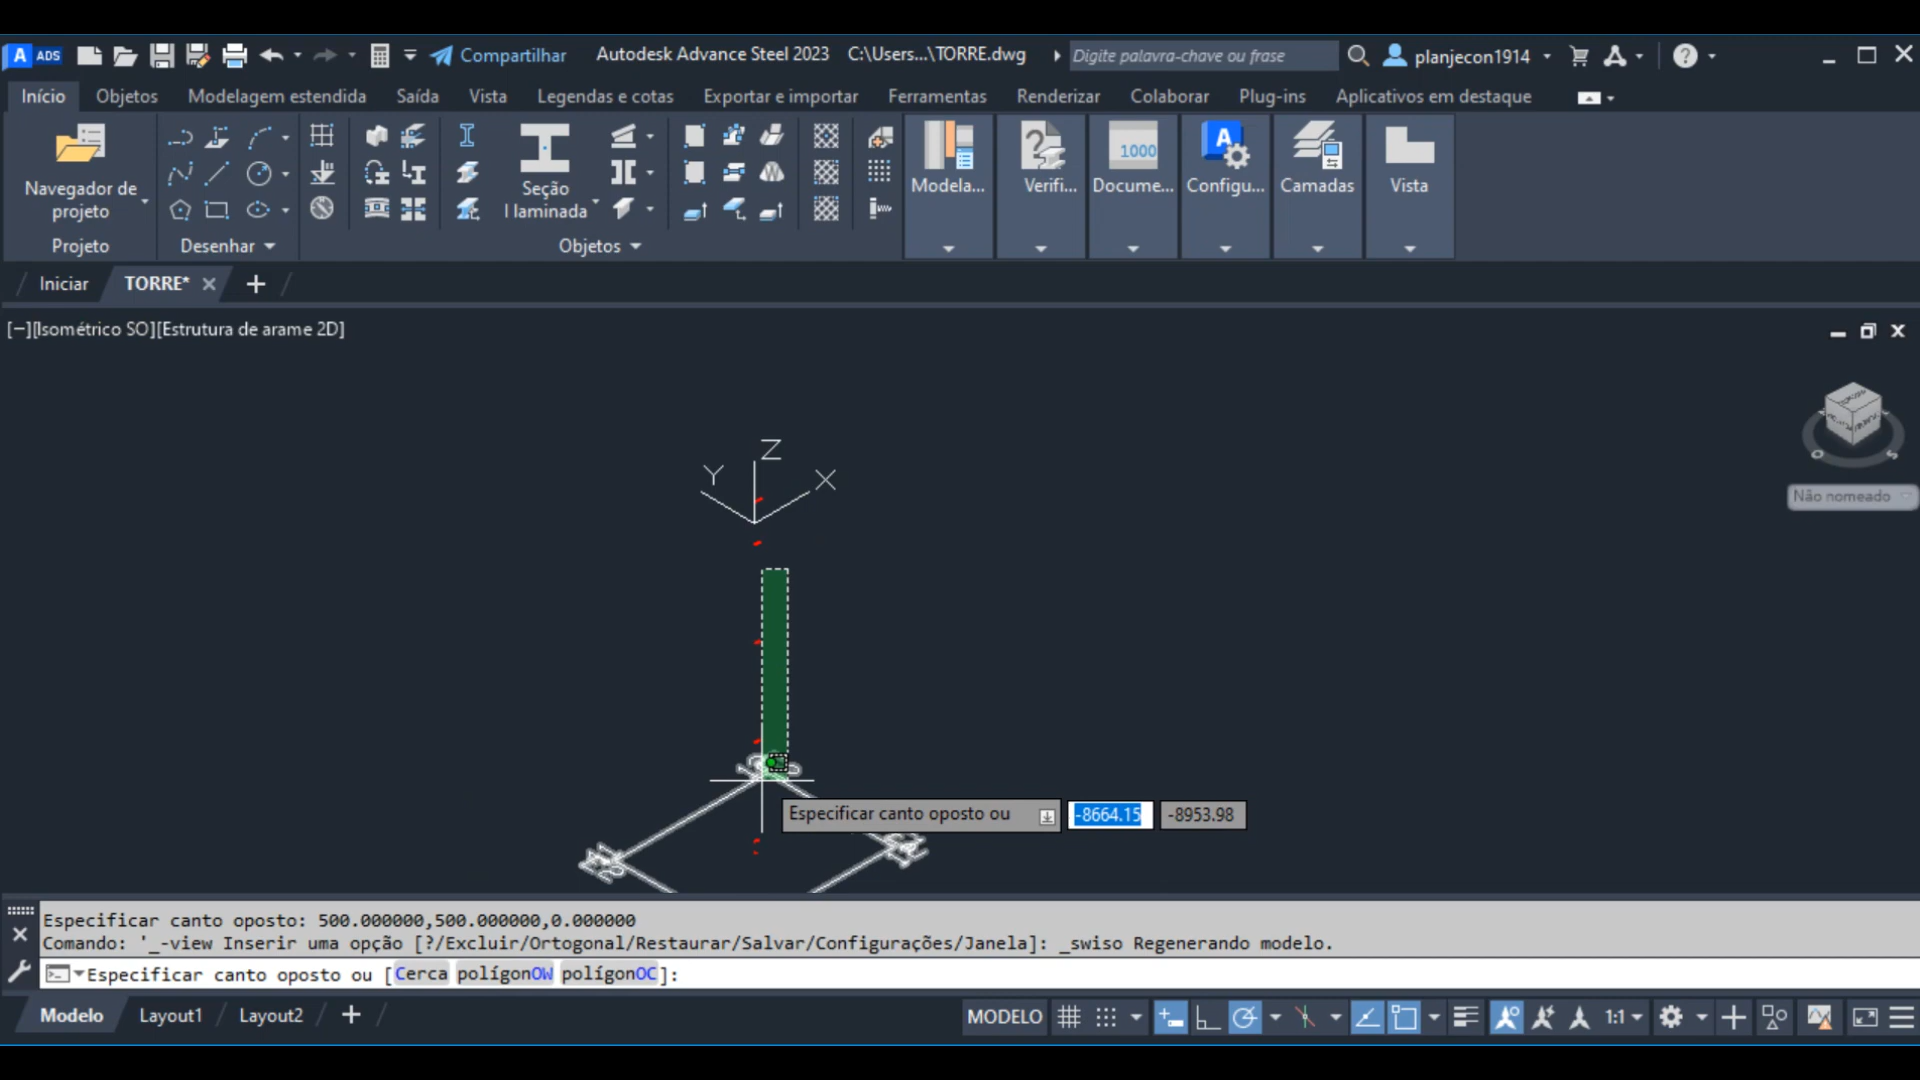 A ADS Compartilhar Autodesk Advance Steel 2023 C:\Users...\TORRE.dwg Digite palavra-chave ou frase planjecon1914
Início Objetos Modelagem estendida Saída Vista Legendas e cotas Exportar e importar Ferramentas Renderizar Colaborar Plug-ins Aplicativos em destaque
Navegador de
projeto
Seção
I laminada
1000
A
Modela... Verifi... Docume... Configu... Camadas Vista
Projeto Desenhar Objetos
Iniciar TORRE* +
[−][Isométrico SO][Estrutura de arame 2D]
Z
Y X
Não nomeado
Especificar canto oposto ou -8664.15 -8953.98
Especificar canto oposto: 500.000000,500.000000,0.000000
Comando: '_-view Inserir uma opção [?/Excluir/Ortogonal/Restaurar/Salvar/Configurações/Janela]: _swiso Regenerando modelo.
Especificar canto oposto ou [Cerca polígonOW polígonOC]:
Modelo Layout1 Layout2 + MODELO 1:1